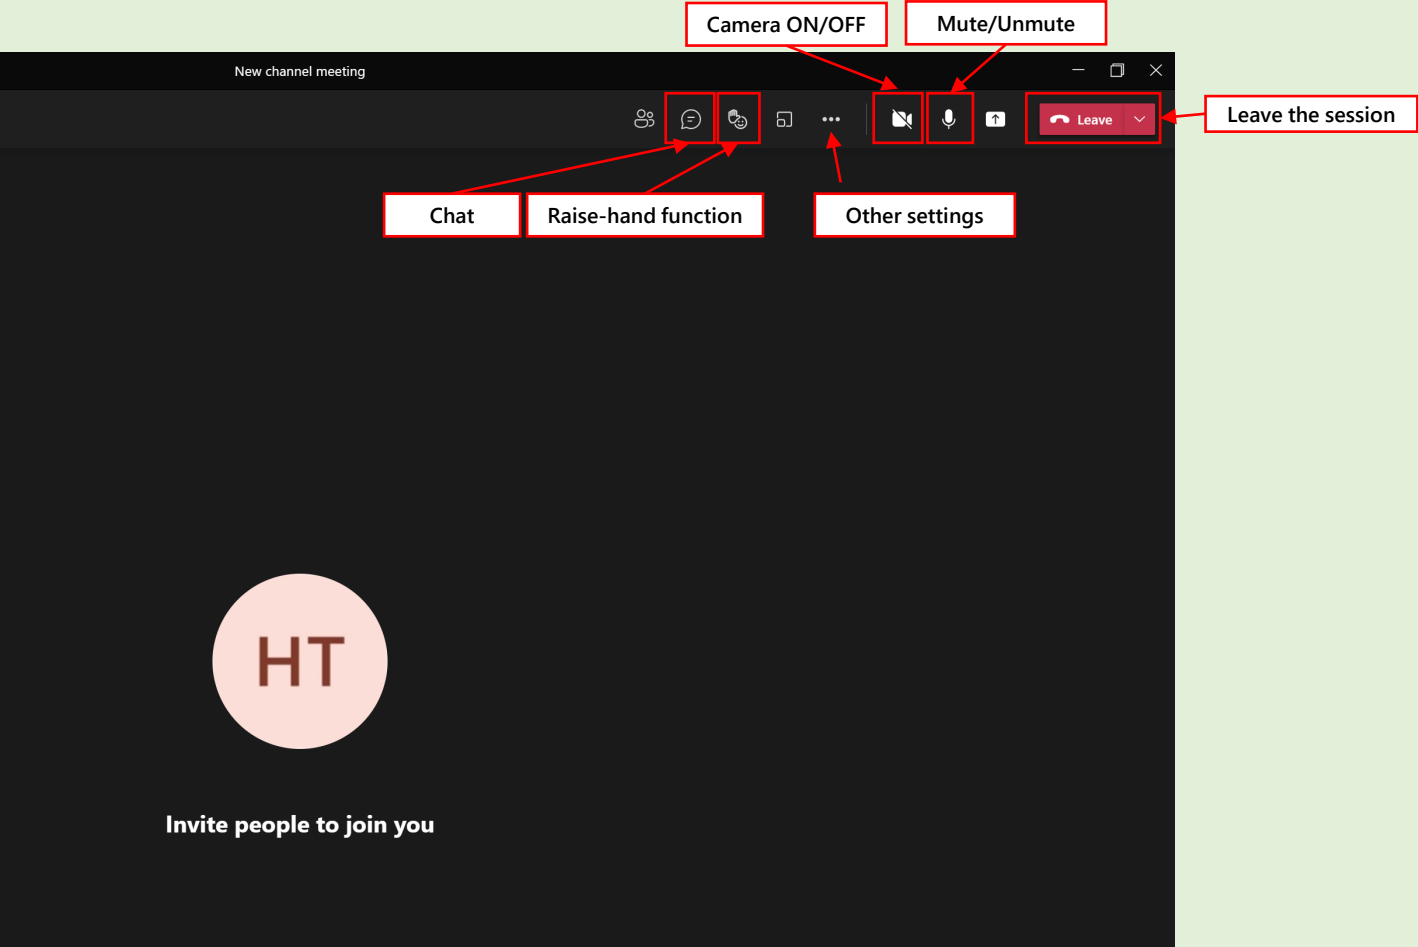 Camera ON/OFF
Mute/Unmute
New channel meeting
Leave
Leave the session
Chat
Raise-hand function
Other settings
HT
Invite people to join you